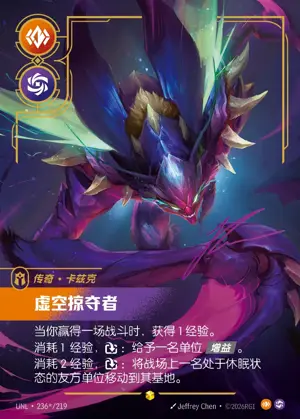 传奇・卡兹克
虚空掠夺者
当你赢得一场战斗时，获得1经验。
消耗1经验，：给予一名单位 增益 。
消耗2经验，：将战场上一名处于休眠状
态的友方单位移动到其基地。
UNL • 236*/219
Jeffrey Chen • ©2026RGI